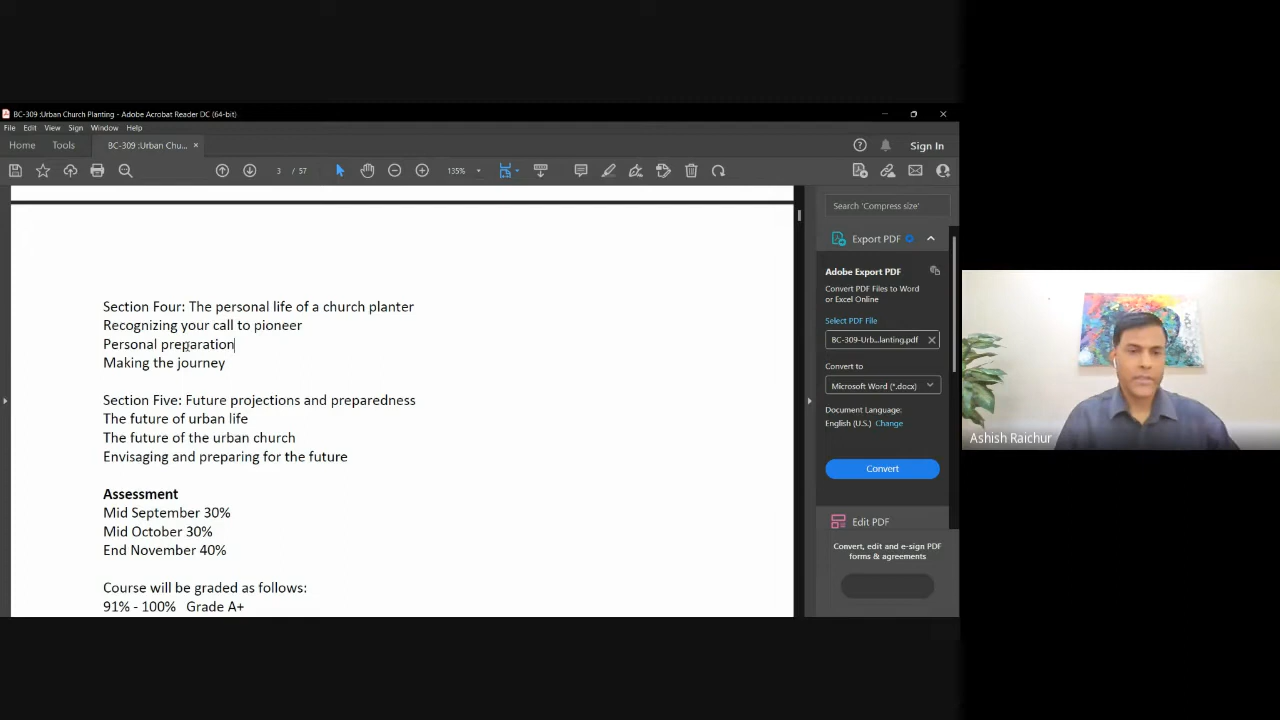 BC-309 :Urban Church Planting - Adobe Acrobat Reader DC (64-bit)
File Edit View Sign Window Help
Home Tools BC-309 :Urban Chu... × Sign In
3 / 57 135%
Search 'Compress size'
Export PDF
Adobe Export PDF
Convert PDF Files to Word
or Excel Online
Select PDF File
BC-309-Urb...lanting.pdf
Convert to
Microsoft Word (*.docx)
Document Language:
English (U.S.) Change
Convert
Edit PDF
Convert, edit and e-sign PDF
forms & agreements
Section Four: The personal life of a church planter
Recognizing your call to pioneer
Personal preparation
Making the journey
Section Five: Future projections and preparedness
The future of urban life
The future of the urban church
Envisaging and preparing for the future
Assessment
Mid September 30%
Mid October 30%
End November 40%
Course will be graded as follows:
91% - 100% Grade A+
Ashish Raichur